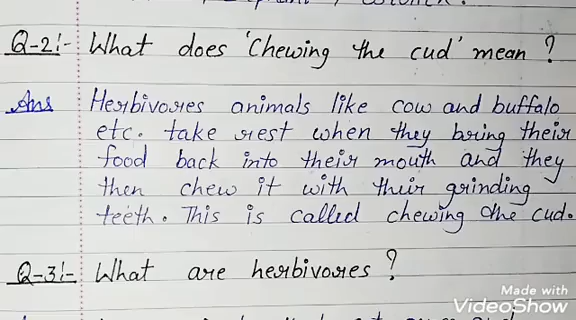 Q-2!- What does 'Chewing the cud' mean ?
Ans Herbivores animals like cow and buffalo
etc. take rest when they bring their
food back into their mouth and they
then chew it with their grinding
teeth. This is called chewing the cud.
Q-3!- What are herbivores ?
Made with
VideoShow